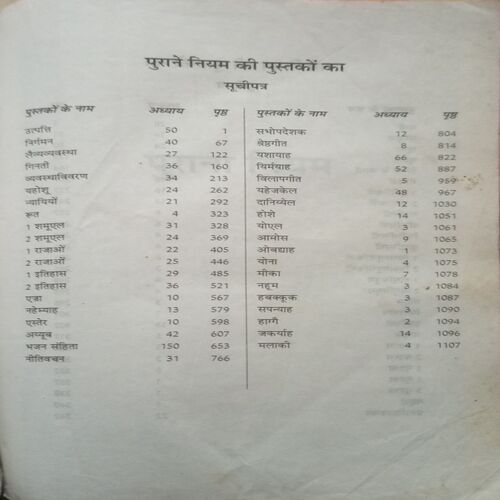 पुराने नियम की पुस्तकों का
सूचीपत्र
पुस्तकों के नाम अध्याय पृष्ठ
उत्पत्ति 50 1
निर्गमन 40 67
लैव्यव्यवस्था 27 122
गिनती 36 160
व्यवस्थाविवरण 34 213
यहोशू 24 262
न्यायियों 21 292
रूत 4 323
1 शमूएल 31 328
2 शमूएल 24 369
1 राजाओं 22 405
2 राजाओं 25 446
1 इतिहास 29 485
2 इतिहास 36 521
एज्रा 10 567
नहेम्याह 13 579
एस्तेर 10 598
अय्यूब 42 607
भजन संहिता 150 653
नीतिवचन 31 766
पुस्तकों के नाम अध्याय पृष्ठ
सभोपदेशक 12 804
श्रेष्ठगीत 8 814
यशायाह 66 822
यिर्मयाह 52 887
विलापगीत 5 959
यहेजकेल 48 967
दानिय्येल 12 1030
होशे 14 1051
योएल 3 1061
आमोस 9 1065
ओबद्याह 1 1073
योना 4 1075
मीका 7 1078
नहूम 3 1084
हबक्कूक 3 1087
सपन्याह 3 1090
हाग्गै 2 1094
जकर्याह 14 1096
मलाकी 4 1107